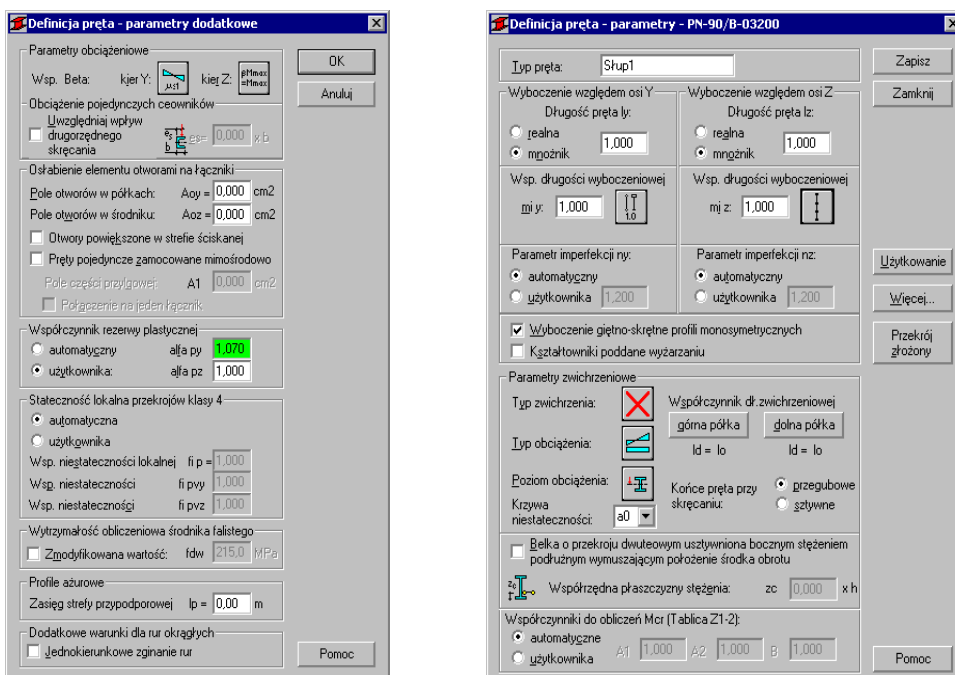 Definicja pręta - parametry dodatkowe
Parametry obciążeniowe
Wsp. Beta: kier Y: μ≤1 kier Z: βMmax =Mmax
Obciążenie pojedynczych ceowników
Uwzględniaj wpływ
drugorzędnego
skręcania
es b es= 0,000 x b
Osłabienie elementu otworami na łączniki
Pole otworów w półkach: Aoy = 0,000 cm2
Pole otworów w środniku: Aoz = 0,000 cm2
Otwory powiększone w strefie ściskanej
Pręty pojedyncze zamocowane mimośrodowo
Pole części przylgowej: A1 0,000 cm2
Połączenie na jeden łącznik
Współczynnik rezerwy plastycznej
automatyczny alfa py 1,070
użytkownika: alfa pz 1,000
Stateczność lokalna przekrojów klasy 4
automatyczna
użytkownika
Wsp. niestateczności lokalnej fi p = 1,000
Wsp. niestateczności fi pvy 1,000
Wsp. niestateczności fi pvz 1,000
Wytrzymałość obliczeniowa środnika falistego
Zmodyfikowana wartość: fdw 215,0 MPa
Profile ażurowe
Zasięg strefy przypodporowej lp = 0,00 m
Dodatkowe warunki dla rur okrągłych
Jednokierunkowe zginanie rur
OK
Anuluj
Pomoc
Definicja pręta - parametry - PN-90/B-03200
Typ pręta: Słup1
Wyboczenie względem osi Y
Długość pręta ly:
realna
mnożnik
1,000
Wsp. długości wyboczeniowej
mi y: 1,000 1.0
Parametr imperfekcji ny:
automatyczny
użytkownika 1,200
Wyboczenie względem osi Z
Długość pręta lz:
realna
mnożnik
1,000
Wsp. długości wyboczeniowej
mi z: 1,000
Parametr imperfekcji nz:
automatyczny
użytkownika 1,200
Wyboczenie giętno-skrętne profili monosymetrycznych
Kształtowniki poddane wyżarzaniu
Parametry zwichrzeniowe
Typ zwichrzenia:
Typ obciążenia:
Poziom obciążenia:
Krzywa
niestateczności: a0
Współczynnik dł.zwichrzeniowej
górna półka dolna półka
ld = lo ld = lo
Końce pręta przy
skręcaniu:
przegubowe
sztywne
Belka o przekroju dwuteowym usztywniona bocznym stężeniem
podłużnym wymuszającym położenie środka obrotu
zc Współrzędna płaszczyzny stężenia: zc 0,000 x h
Współczynniki do obliczeń Mcr (Tablica Z1-2):
automatyczne
użytkownika A1 1,000 A2 1,000 B 1,000
Zapisz
Zamknij
Użytkowanie
Więcej...
Przekrój
złożony
Pomoc